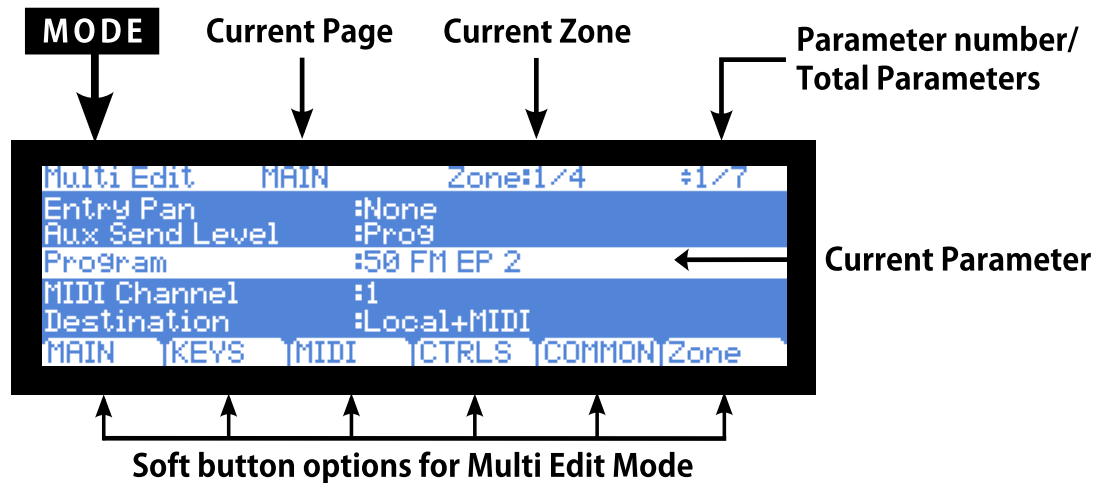 MODE Current Page Current Zone Parameter number/
Total Parameters
Multi Edit MAIN Zone:1/4 ÷1/7
Entry Pan :None
Aux Send Level :Prog
Program :50 FM EP 2
Current Parameter
MIDI Channel :1
Destination :Local+MIDI
MAIN KEYS MIDI CTRLS COMMON Zone
Soft button options for Multi Edit Mode